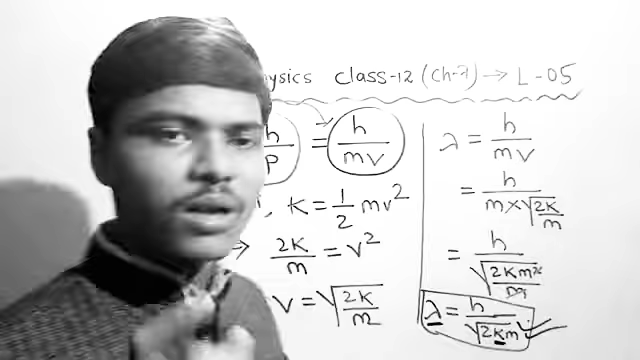 ysics class-12 (Ch-7) → L-05
h/p = h/mv
, K = 1/2 mv²
⇒ 2K/m = v²
v = √(2K/m)
λ = h/mv
= h/(m×√(2K/m))
= h/√(2Km²/m)
λ = h/√(2Km)